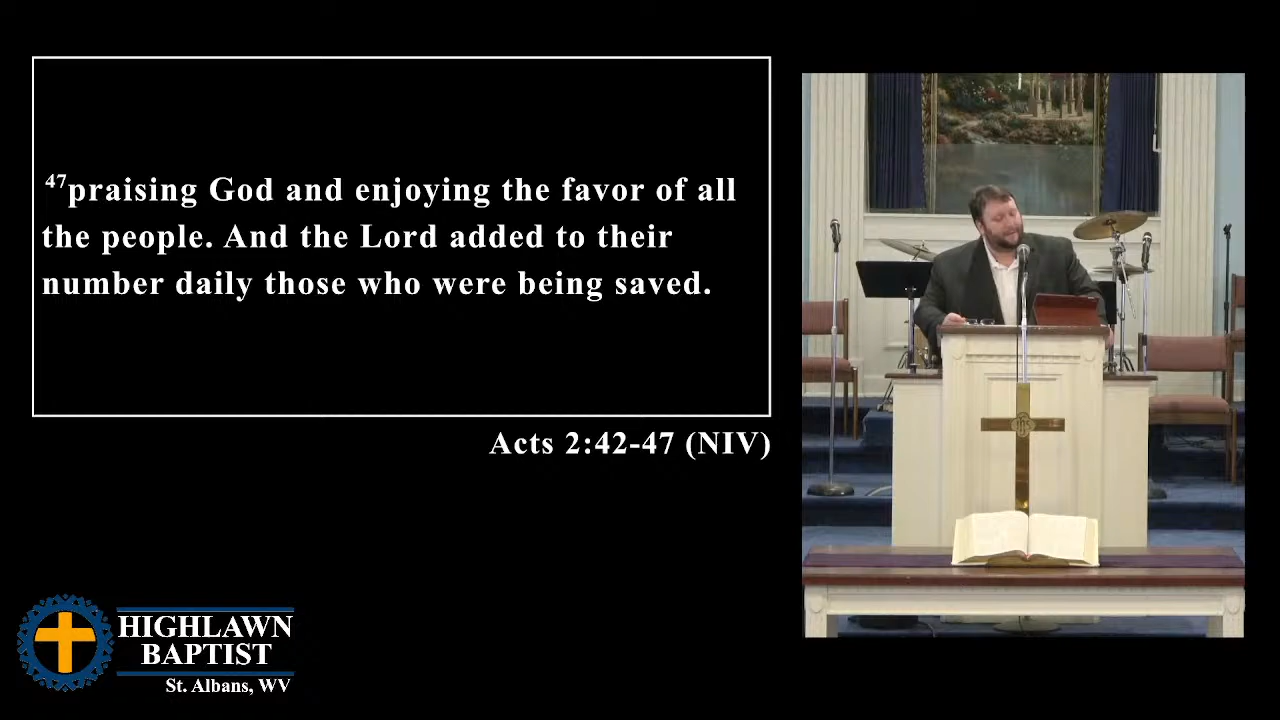 47praising God and enjoying the favor of all
the people. And the Lord added to their
number daily those who were being saved.
Acts 2:42-47 (NIV)
HIGHLAWN
BAPTIST
St. Albans, WV